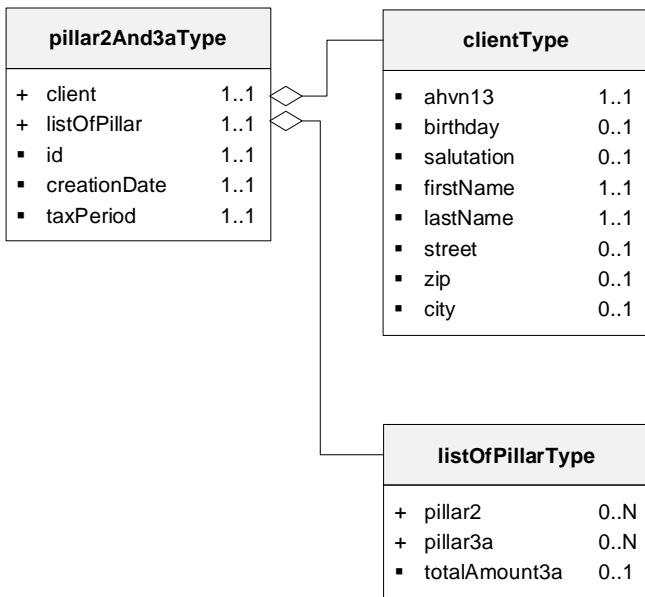 pillar2And3aType
+ client 1..1
+ listOfPillar 1..1
▪ id 1..1
▪ creationDate 1..1
▪ taxPeriod 1..1
clientType
▪ ahvn13 1..1
▪ birthday 0..1
▪ salutation 0..1
▪ firstName 1..1
▪ lastName 1..1
▪ street 0..1
▪ zip 0..1
▪ city 0..1
listOfPillarType
+ pillar2 0..N
+ pillar3a 0..N
▪ totalAmount3a 0..1